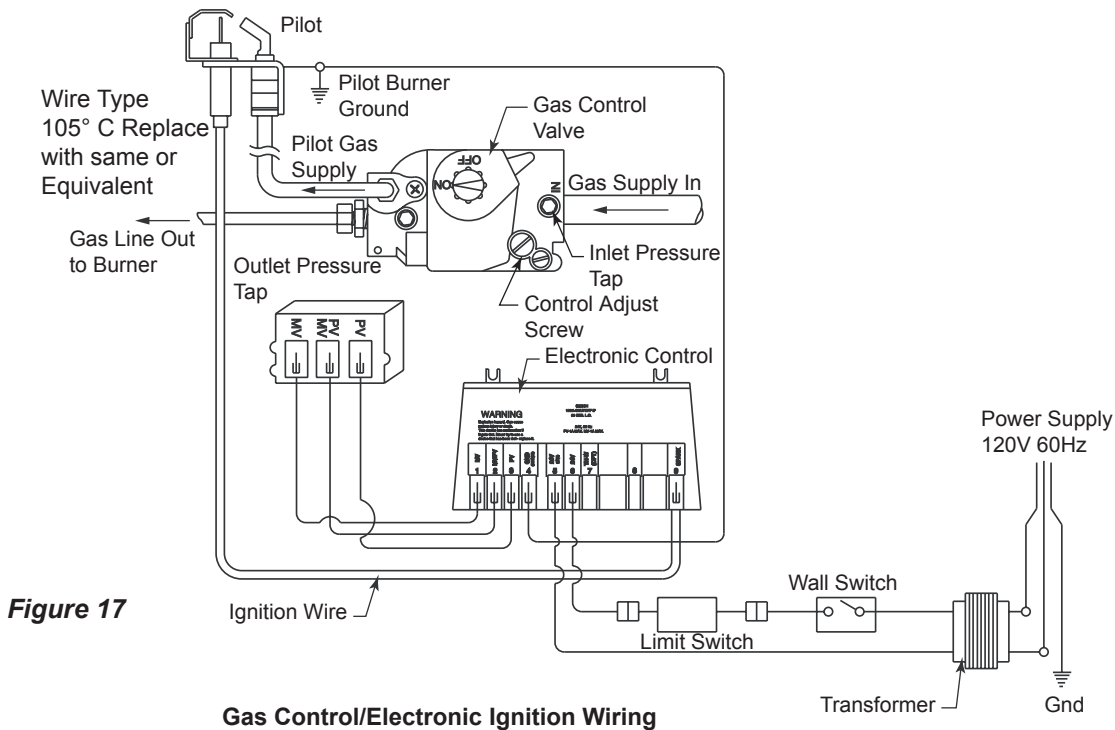 Pilot
Pilot Burner
Ground
Gas Control
Valve
Wire Type
105° C Replace
with same or
Equivalent
Pilot Gas
Supply
OFF
ON
IN
Gas Supply In
Gas Line Out
to Burner
Outlet Pressure
Tap
Inlet Pressure
Tap
Control Adjust
Screw
Electronic Control
MV
MV PV
PV
WARNING
1 MV
3 PV
4
7
8
9 SPARK
Power Supply
120V 60Hz
Wall Switch
Limit Switch
Ignition Wire
Transformer
Gnd
Figure 17
Gas Control/Electronic Ignition Wiring